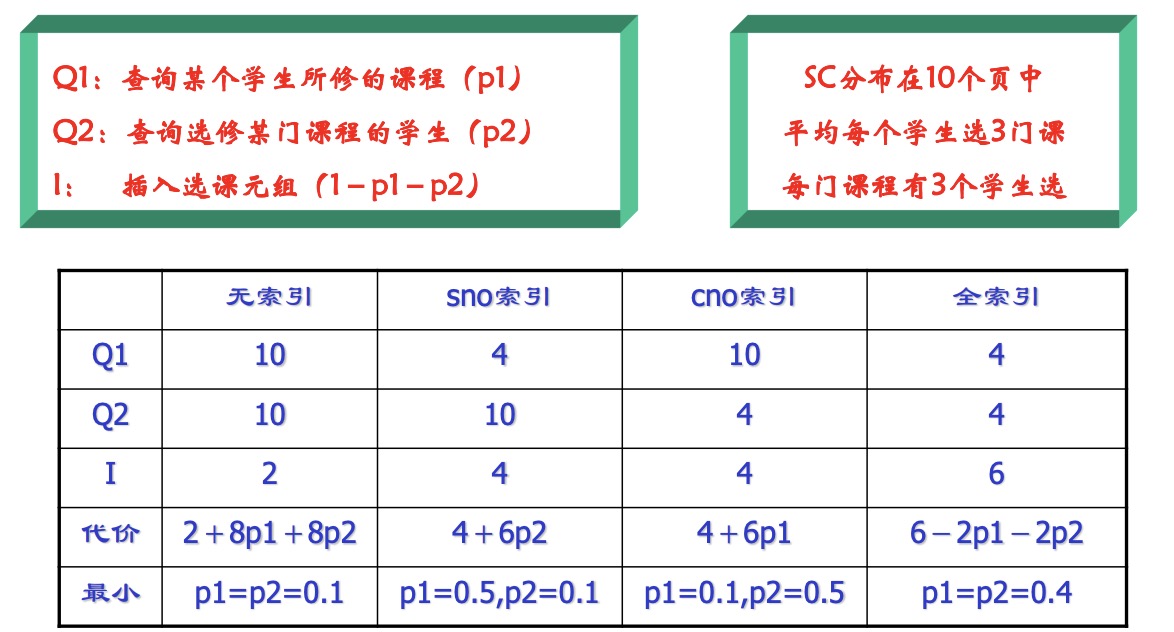 Q1：查询某个学生所修的课程（p1）
Q2：查询选修某门课程的学生（p2）
I： 插入选课元组（1－p1－p2）
SC分布在10个页中
平均每个学生选3门课
每门课程有3个学生选
无索引 sno索引 cno索引 全索引
Q1 10 4 10 4
Q2 10 10 4 4
I 2 4 4 6
代价 2＋8p1＋8p2 4＋6p2 4＋6p1 6－2p1－2p2
最小 p1=p2=0.1 p1=0.5,p2=0.1 p1=0.1,p2=0.5 p1=p2=0.4